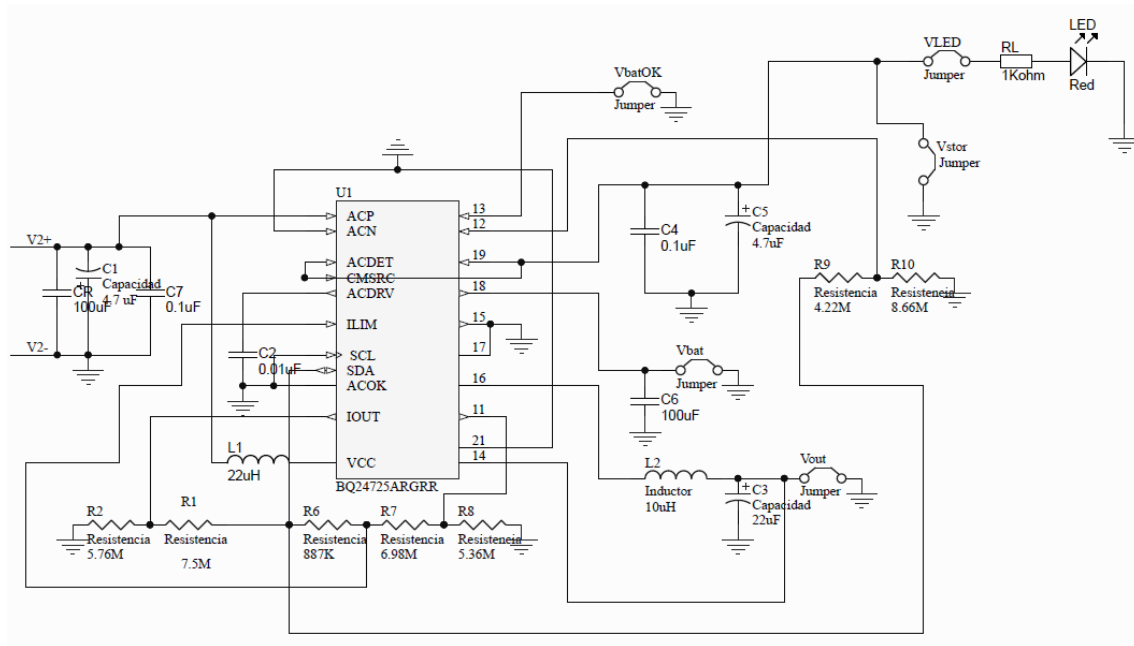 LED
VLED
RL
Jumper
1Kohm
Red
VbatOK
Jumper
Vstor
Jumper
U1
ACP
13
ACN
12
C5
Capacidad
4.7uF
C4
0.1uF
V2+
C1
Capacidad
4,7 uF
CR
100uF
C7
0.1uF
ACDET
19
CMSRC
ACDRV
18
R9
Resistencia
4.22M
R10
Resistencia
8.66M
ILIM
15
V2-
C2
0.01uF
SCL
17
SDA
ACOK
16
Vbat
Jumper
C6
100uF
IOUT
11
21
L1
22uH
VCC
14
BQ24725ARGRR
L2
Inductor
10uH
Vout
Jumper
C3
Capacidad
22uF
R2
Resistencia
5.76M
R1
Resistencia
7.5M
R6
Resistencia
887K
R7
Resistencia
6.98M
R8
Resistencia
5.36M